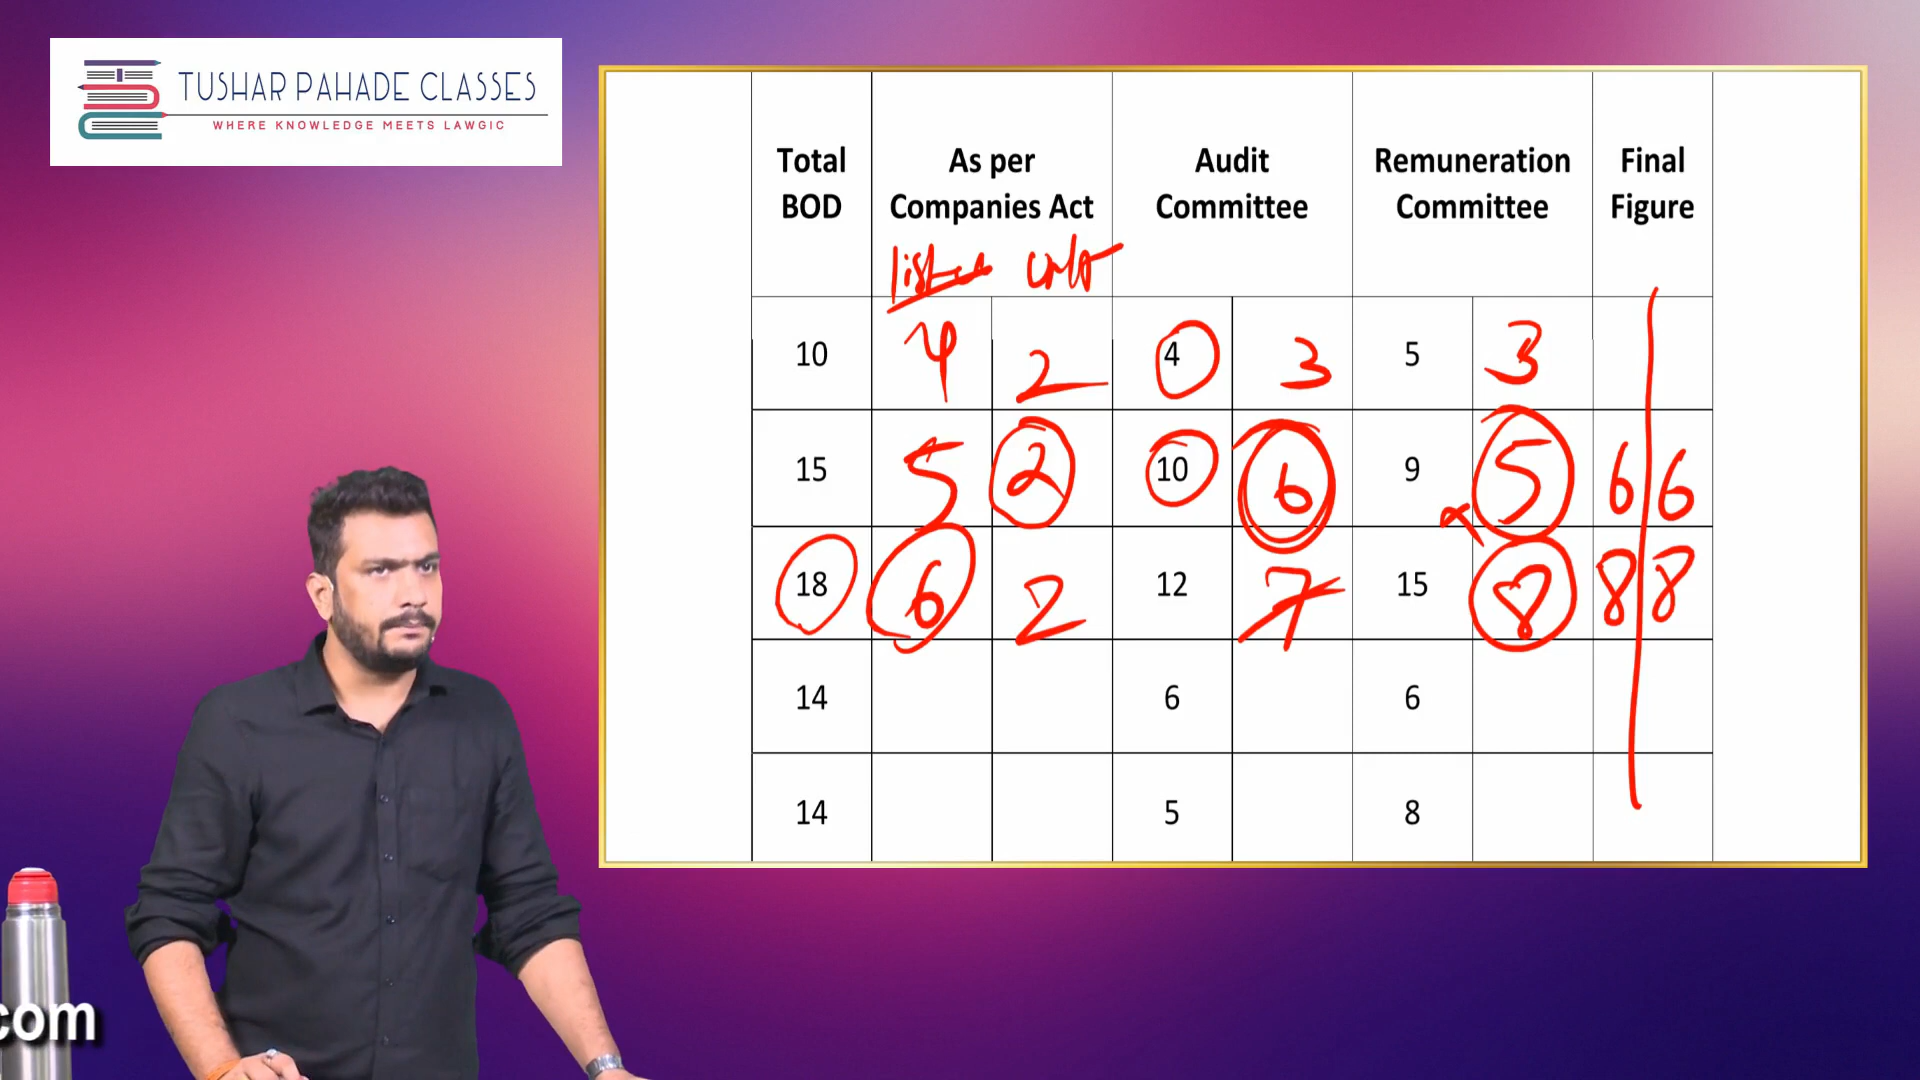 TUSHAR PAHADE CLASSES
WHERE KNOWLEDGE MEETS LAWGIC
Total BOD
As per Companies Act
Audit Committee
Remuneration Committee
Final Figure
listed
10 4 2 4 3 5 3
15 5 2 10 6 9 5 6 6
18 6 2 12 7 15 8 8 8
14 6 6
14 5 8
com